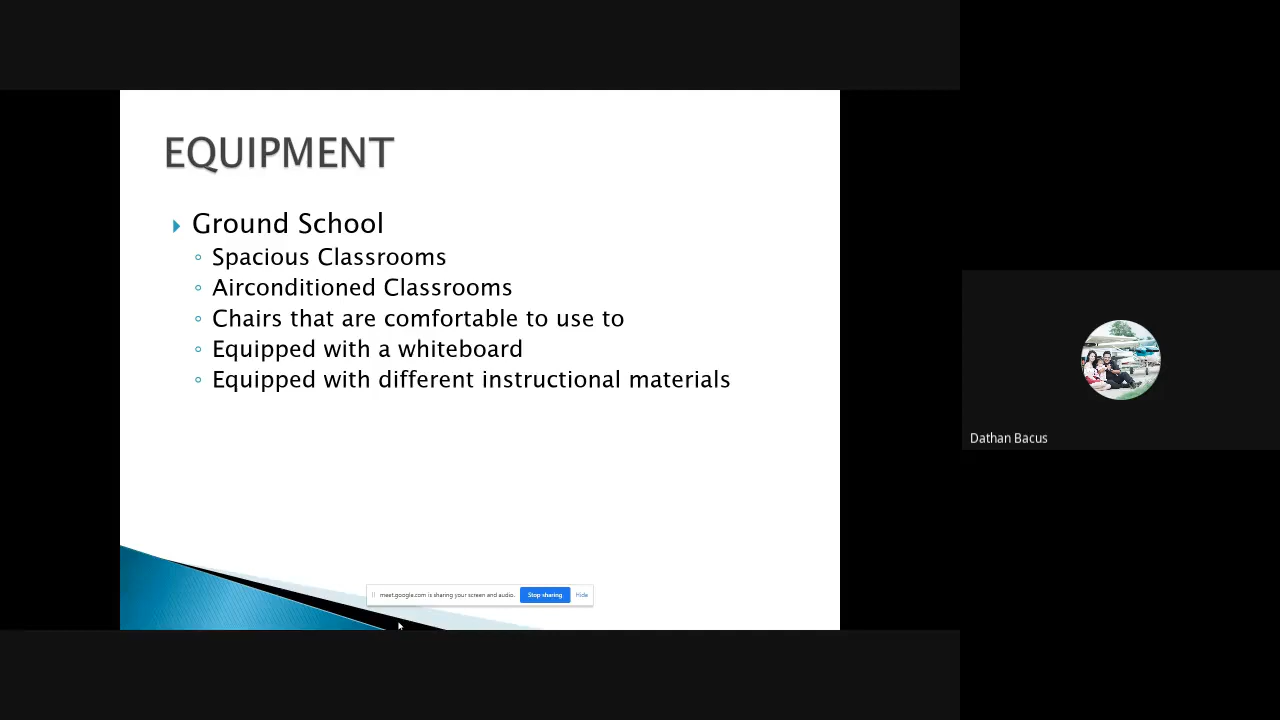 EQUIPMENT
Ground School
Spacious Classrooms
Airconditioned Classrooms
Chairs that are comfortable to use to
Equipped with a whiteboard
Equipped with different instructional materials
meet.google.com is sharing your screen and audio. Stop sharing Hide
Dathan Bacus